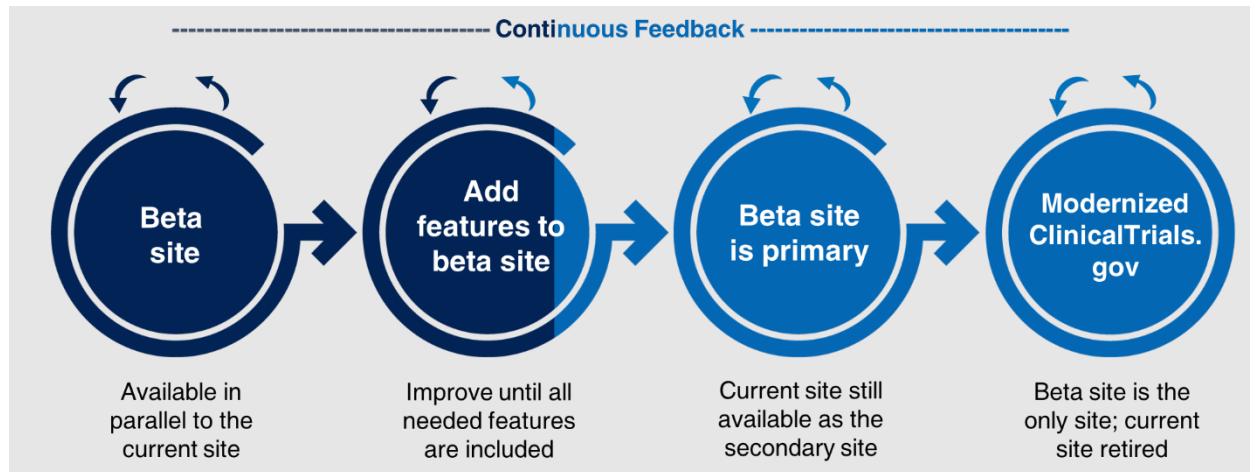 Continuous Feedback
Beta
site
Add
features to
beta site
Beta site
is primary
Modernized
ClinicalTrials.
gov
Available in
parallel to the
current site
Improve until all
needed features
are included
Current site still
available as the
secondary site
Beta site is the
only site; current
site retired